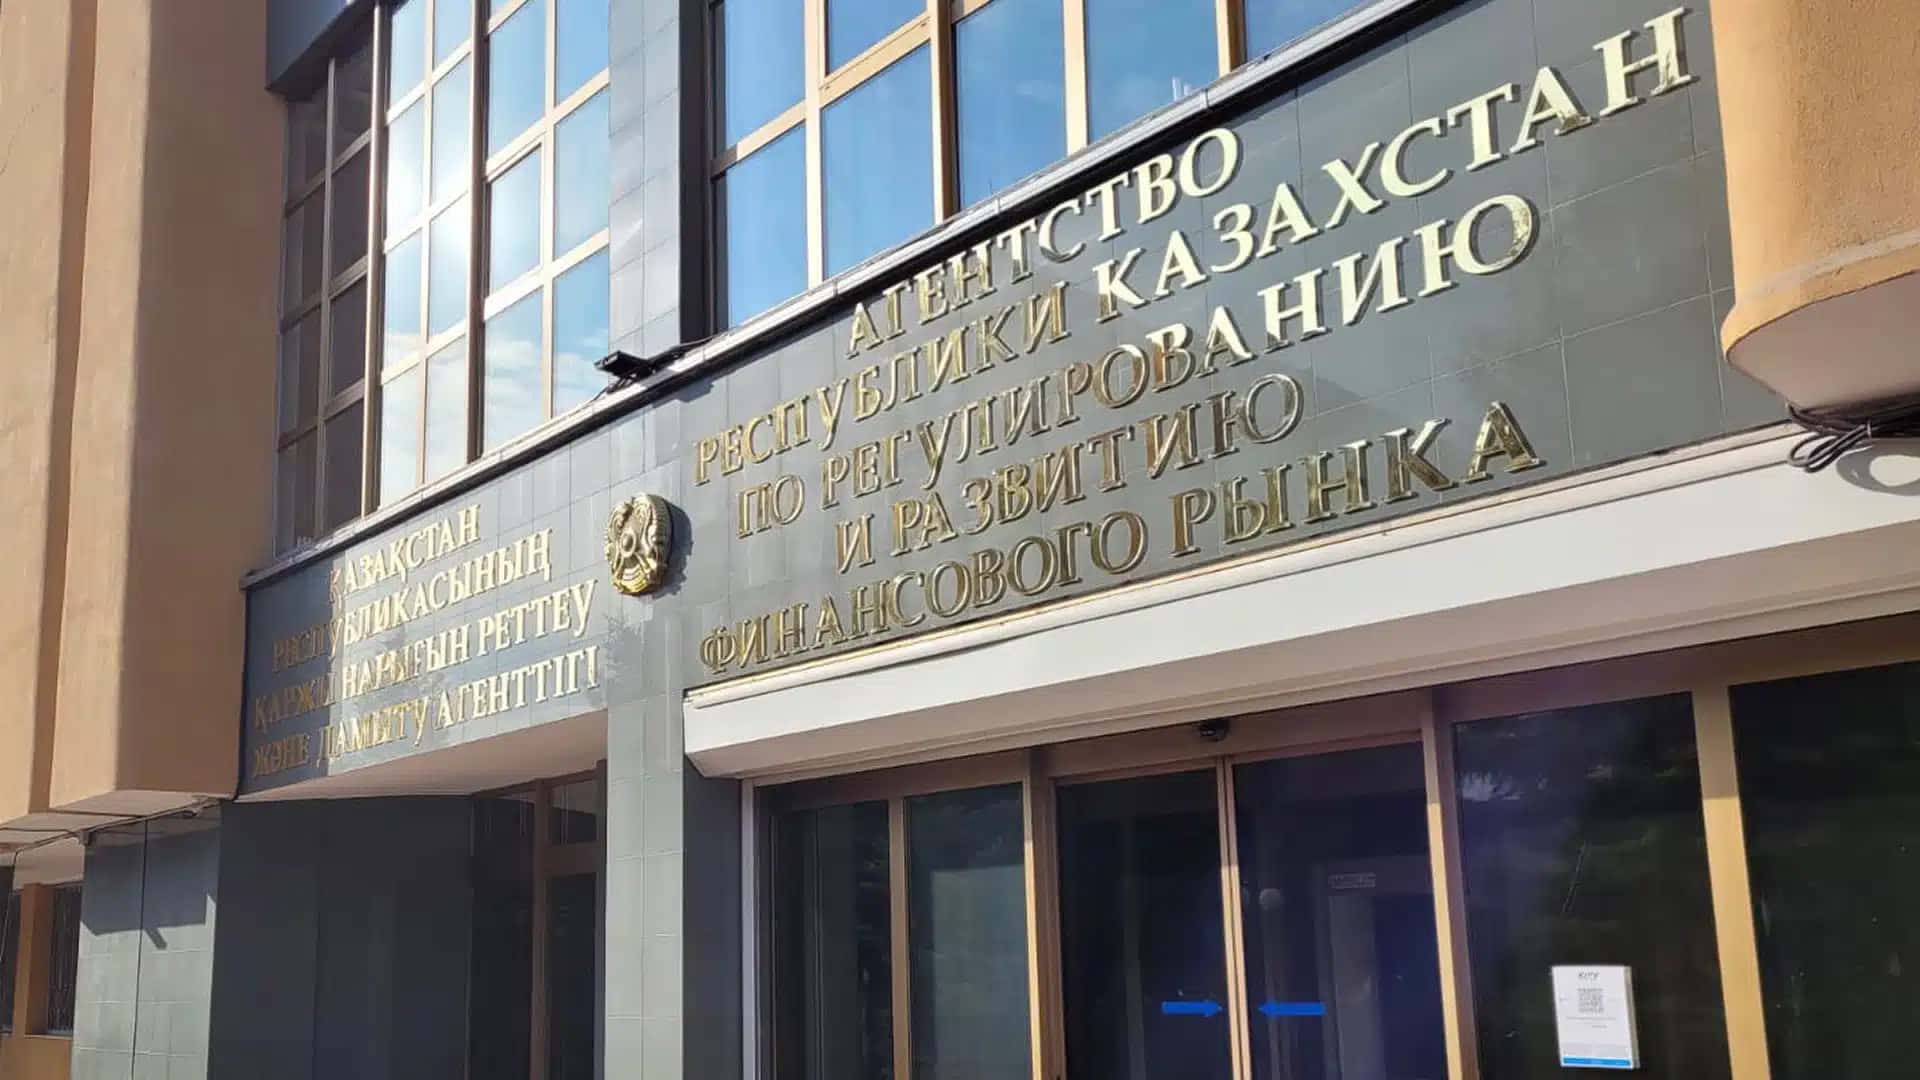 ҚАЗАҚСТАН
РЕСПУБЛИКАСЫНЫҢ
ҚАРЖЫ НАРЫҒЫН РЕТТЕУ
ЖӘНЕ ДАМЫТУ АГЕНТТІГІ
АГЕНТСТВО
РЕСПУБЛИКИ КАЗАХСТАН
ПО РЕГУЛИРОВАНИЮ
И РАЗВИТИЮ
ФИНАНСОВОГО РЫНКА